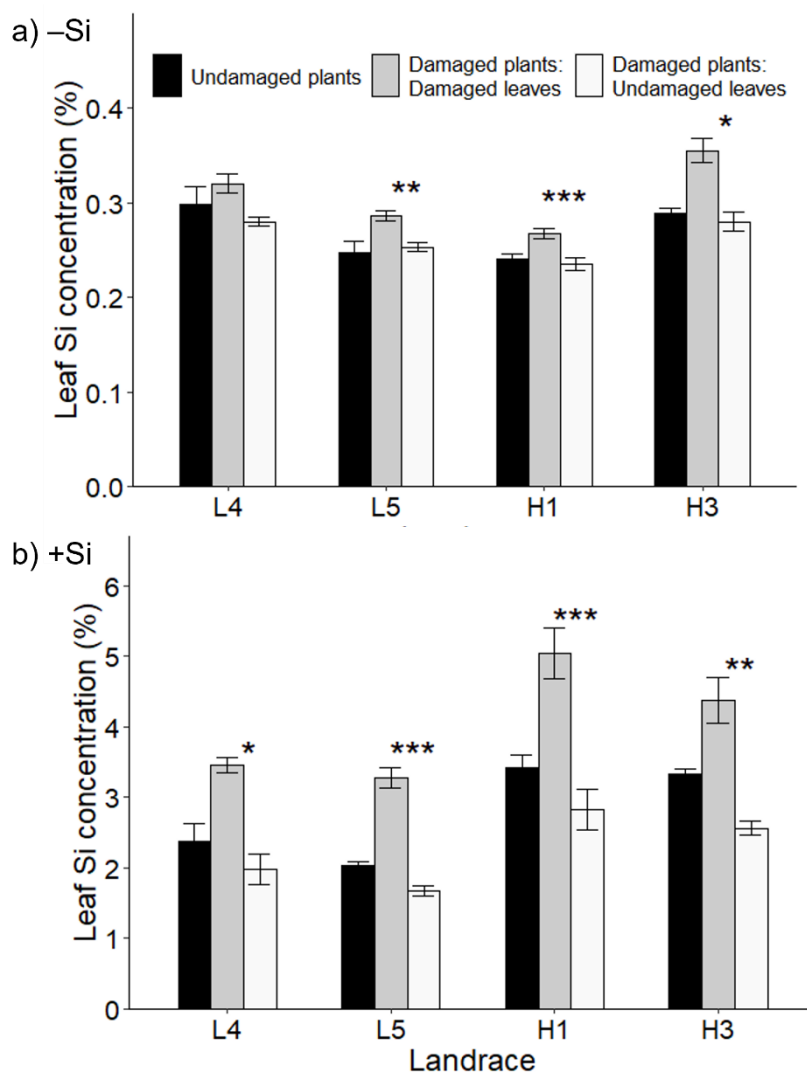 a) –Si
Undamaged plants
Damaged plants:
Damaged leaves
Damaged plants:
Undamaged leaves
Leaf Si concentration (%)
0.4
0.3
0.2
0.1
0.0
*
**
***
L4 L5 H1 H3
b) +Si
Leaf Si concentration (%)
6
5
4
3
2
1
0
***
**
*
***
L4 L5 H1 H3
Landrace